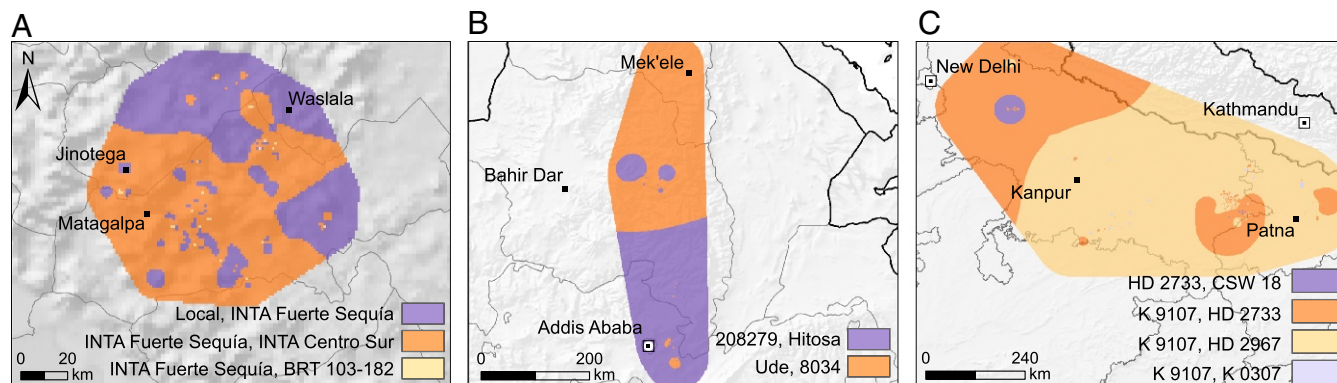 A
N
Waslala
Jinotega
Matagalpa
Local, INTA Fuerte Sequía
INTA Fuerte Sequía, INTA Centro Sur
INTA Fuerte Sequía, BRT 103-182
0 20
km
B
Mek'ele
Bahir Dar
Addis Ababa
208279, Hitosa
Ude, 8034
0 200
km
C
New Delhi
Kathmandu
Kanpur
Patna
HD 2733, CSW 18
K 9107, HD 2733
K 9107, HD 2967
K 9107, K 0307
0 240
km